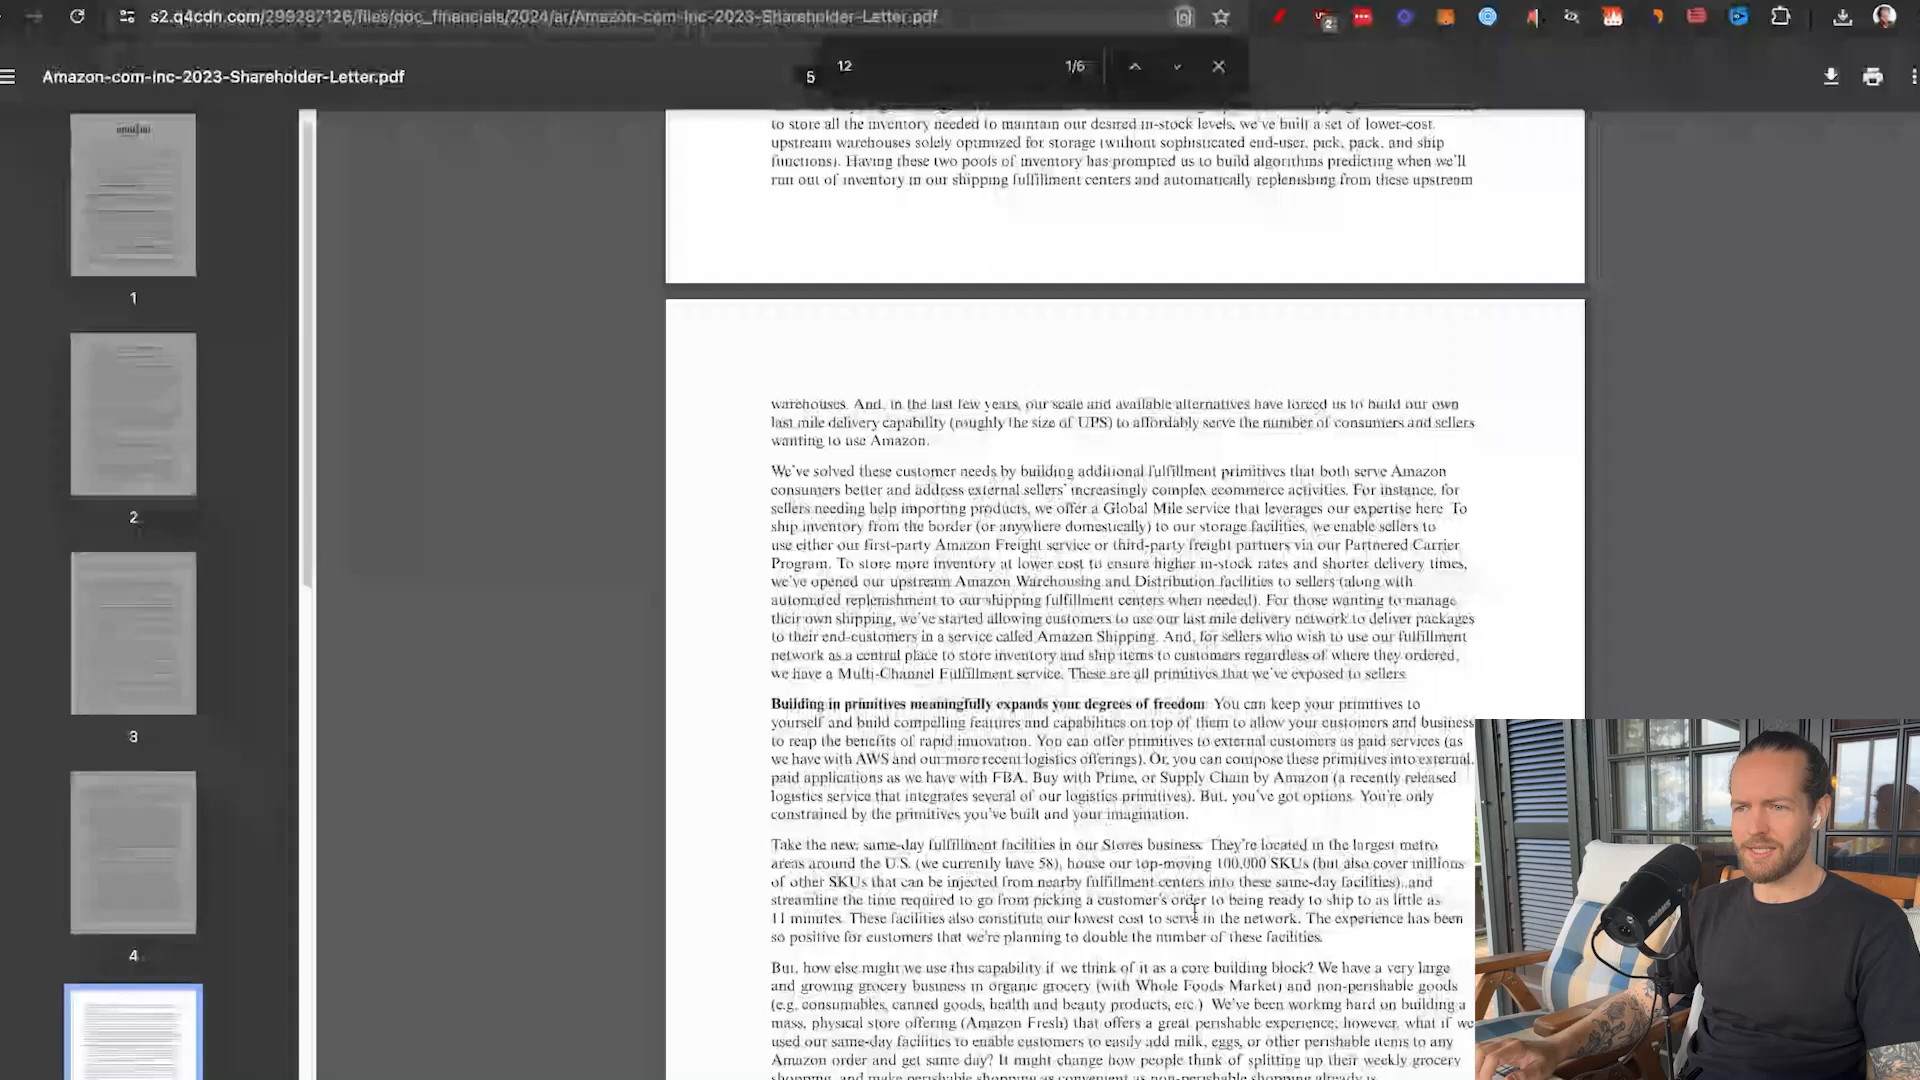 s2.q4cdn.com/299287126/files/doc_financials/2024/ar/Amazon-com-Inc-2023-Shareholder-Letter.pdf
2
Amazon-com-Inc-2023-Shareholder-Letter.pdf
5
12
1/6
to store all the inventory needed to maintain our desired in-stock levels, we've built a set of lower-cost,
upstream warehouses solely optimized for storage (without sophisticated end-user, pick, pack, and ship
functions). Having these two pools of inventory has prompted us to build algorithms predicting when we'll
run out of inventory in our shipping fulfillment centers and automatically replenishing from these upstream
warehouses. And, in the last few years, our scale and available alternatives have forced us to build our own
last mile delivery capability (roughly the size of UPS) to affordably serve the number of consumers and sellers
wanting to use Amazon.
We've solved these customer needs by building additional fulfillment primitives that both serve Amazon
consumers better and address external sellers' increasingly complex ecommerce activities. For instance, for
sellers needing help importing products, we offer a Global Mile service that leverages our expertise here. To
ship inventory from the border (or anywhere domestically) to our storage facilities, we enable sellers to
use either our first-party Amazon Freight service or third-party freight partners via our Partnered Carrier
Program. To store more inventory at lower cost to ensure higher in-stock rates and shorter delivery times,
we've opened our upstream Amazon Warehousing and Distribution facilities to sellers (along with
automated replenishment to our shipping fulfillment centers when needed). For those wanting to manage
their own shipping, we've started allowing customers to use our last mile delivery network to deliver packages
to their end-customers in a service called Amazon Shipping. And, for sellers who wish to use our fulfillment
network as a central place to store inventory and ship items to customers regardless of where they ordered,
we have a Multi-Channel Fulfillment service. These are all primitives that we've exposed to sellers.
Building in primitives meaningfully expands your degrees of freedom. You can keep your primitives to
yourself and build compelling features and capabilities on top of them to allow your customers and business
to reap the benefits of rapid innovation. You can offer primitives to external customers as paid services (as
we have with AWS and our more recent logistics offerings). Or, you can compose these primitives into external,
paid applications as we have with FBA, Buy with Prime, or Supply Chain by Amazon (a recently released
logistics service that integrates several of our logistics primitives). But, you've got options. You're only
constrained by the primitives you've built and your imagination.
Take the new, same-day fulfillment facilities in our Stores business. They're located in the largest metro
areas around the U.S. (we currently have 58), house our top-moving 100,000 SKUs (but also cover millions
of other SKUs that can be injected from nearby fulfillment centers into these same-day facilities), and
streamline the time required to go from picking a customer's order to being ready to ship to as little as
11 minutes. These facilities also constitute our lowest cost to serve in the network. The experience has been
so positive for customers that we're planning to double the number of these facilities.
But, how else might we use this capability if we think of it as a core building block? We have a very large
and growing grocery business in organic grocery (with Whole Foods Market) and non-perishable goods
(e.g. consumables, canned goods, health and beauty products, etc.). We've been working hard on building a
mass, physical store offering (Amazon Fresh) that offers a great perishable experience; however, what if we
used our same-day facilities to enable customers to easily add milk, eggs, or other perishable items to any
Amazon order and get same day? It might change how people think of splitting up their weekly grocery
shopping, and make perishable shopping as convenient as non-perishable shopping already is.
1
2
3
4